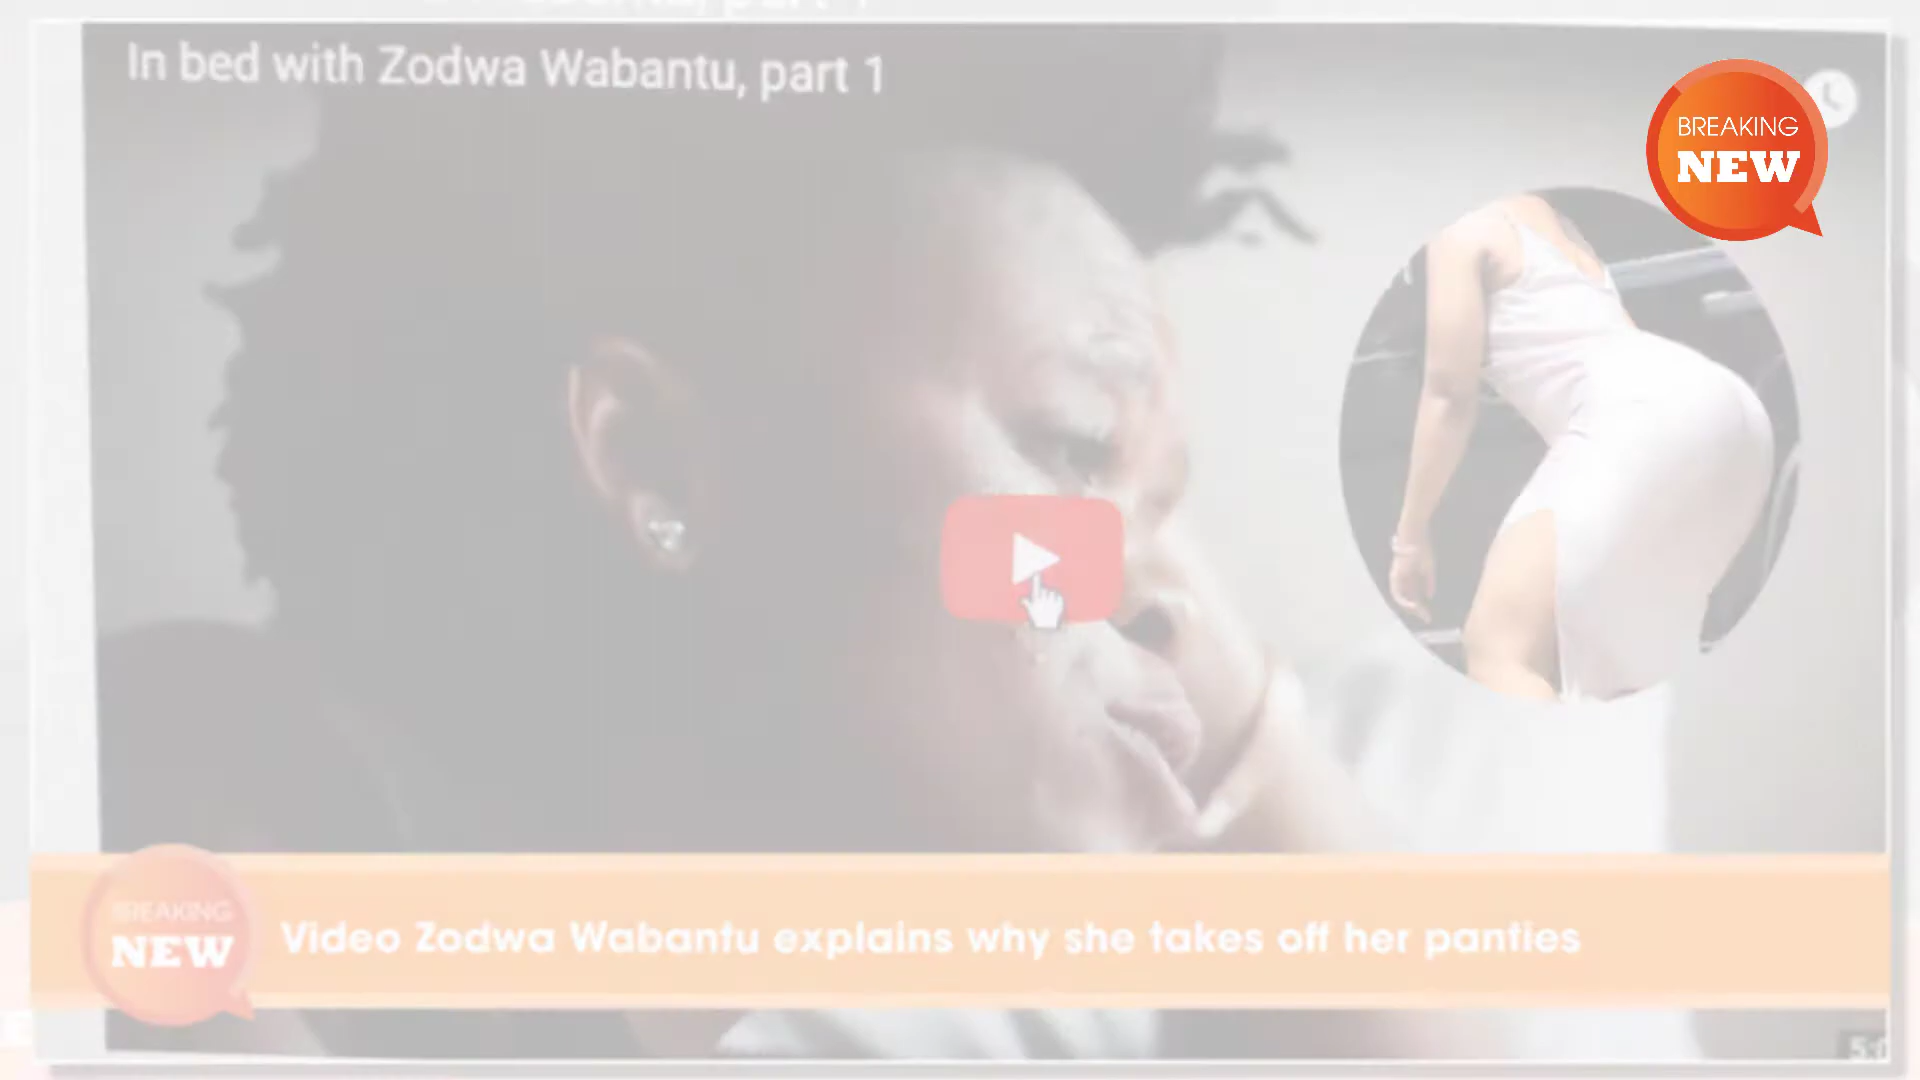 In bed with Zodwa Wabantu, part 1
BREAKING
NEW
BREAKING
NEW
Video Zodwa Wabantu explains why she takes off her panties